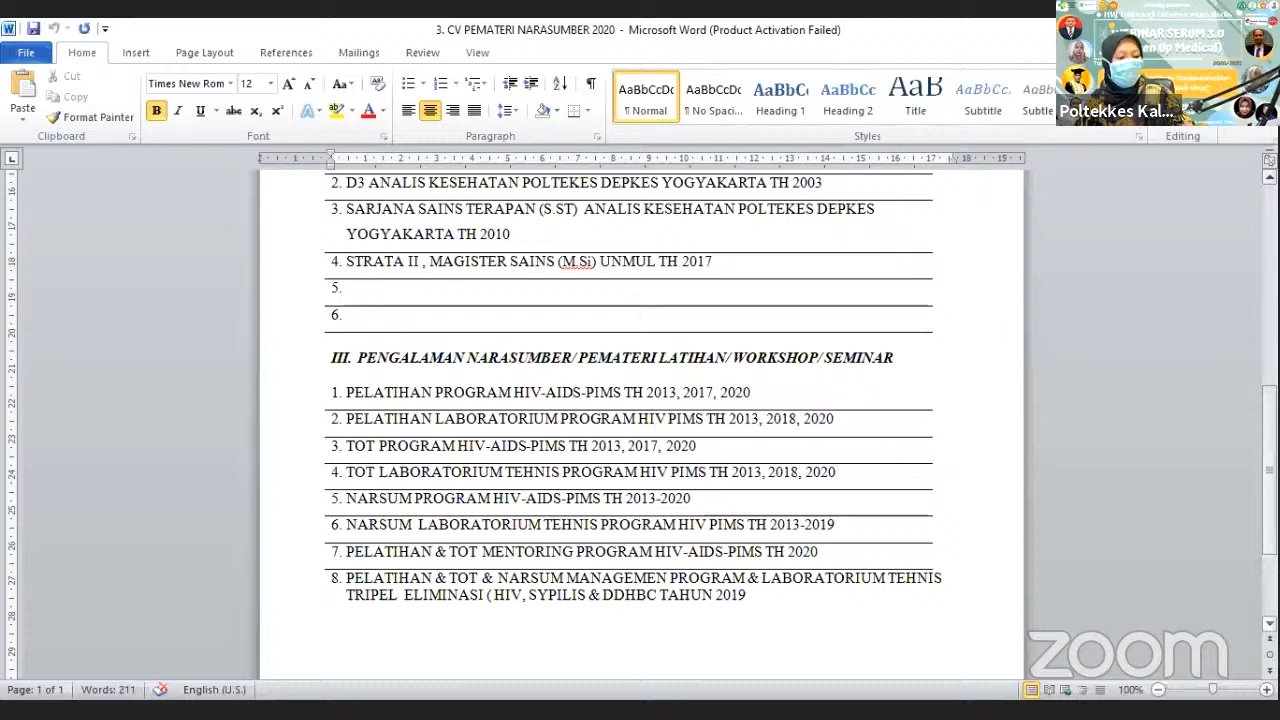 3. CV PEMATERI NARASUMBER 2020 - Microsoft Word (Product Activation Failed)
File Home Insert Page Layout References Mailings Review View
Cut
Copy
Format Painter
Paste
Times New Rom 12
Clipboard Font Paragraph Styles Editing
AaBbCcDc AaBbCcDc AaBbCc AaBbCc AaB AaBbCc.
¶ Normal ¶ No Spaci... Heading 1 Heading 2 Title Subtitle
WEBINAR SERUM 3.0
Poltekkes Kal...
2. D3 ANALIS KESEHATAN POLTEKES DEPKES YOGYAKARTA TH 2003
3. SARJANA SAINS TERAPAN (S.ST) ANALIS KESEHATAN POLTEKES DEPKES
YOGYAKARTA TH 2010
4. STRATA II , MAGISTER SAINS (M.Si) UNMUL TH 2017
5.
6.
III. PENGALAMAN NARASUMBER/ PEMATERI LATIHAN/ WORKSHOP/ SEMINAR
1. PELATIHAN PROGRAM HIV-AIDS-PIMS TH 2013, 2017, 2020
2. PELATIHAN LABORATORIUM PROGRAM HIV PIMS TH 2013, 2018, 2020
3. TOT PROGRAM HIV-AIDS-PIMS TH 2013, 2017, 2020
4. TOT LABORATORIUM TEHNIS PROGRAM HIV PIMS TH 2013, 2018, 2020
5. NARSUM PROGRAM HIV-AIDS-PIMS TH 2013-2020
6. NARSUM LABORATORIUM TEHNIS PROGRAM HIV PIMS TH 2013-2019
7. PELATIHAN & TOT MENTORING PROGRAM HIV-AIDS-PIMS TH 2020
8. PELATIHAN & TOT & NARSUM MANAGEMEN PROGRAM & LABORATORIUM TEHNIS
TRIPEL ELIMINASI ( HIV, SYPILIS & DDHBC TAHUN 2019
zoom
Page: 1 of 1 Words: 211 English (U.S.) 100%